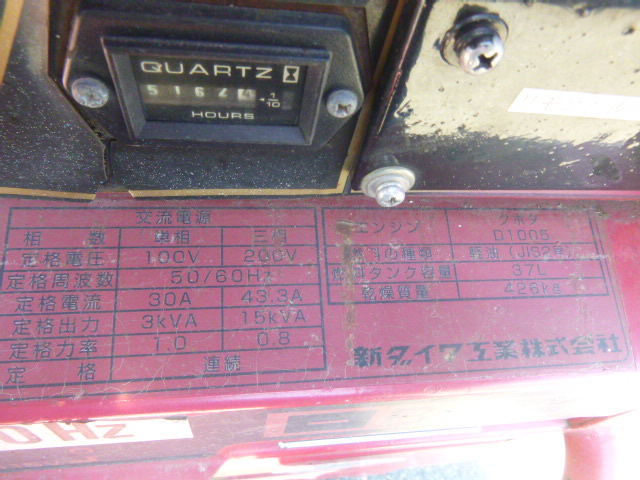 QUARTZ
1/10
HOURS
交流電源
相 数 単相 三相
定格電圧 100V 200V
定格周波数 50/60Hz
定格電流 30A 43.3A
定格出力 3kVA 15kVA
定格力率 1.0 0.8
定 格 連続
エンジン クボタ
D1005
燃料の種類 軽油(JIS2号)
燃料タンク容量 37L
乾燥質量 426kg
新ダイワ工業株式会社
0Hz